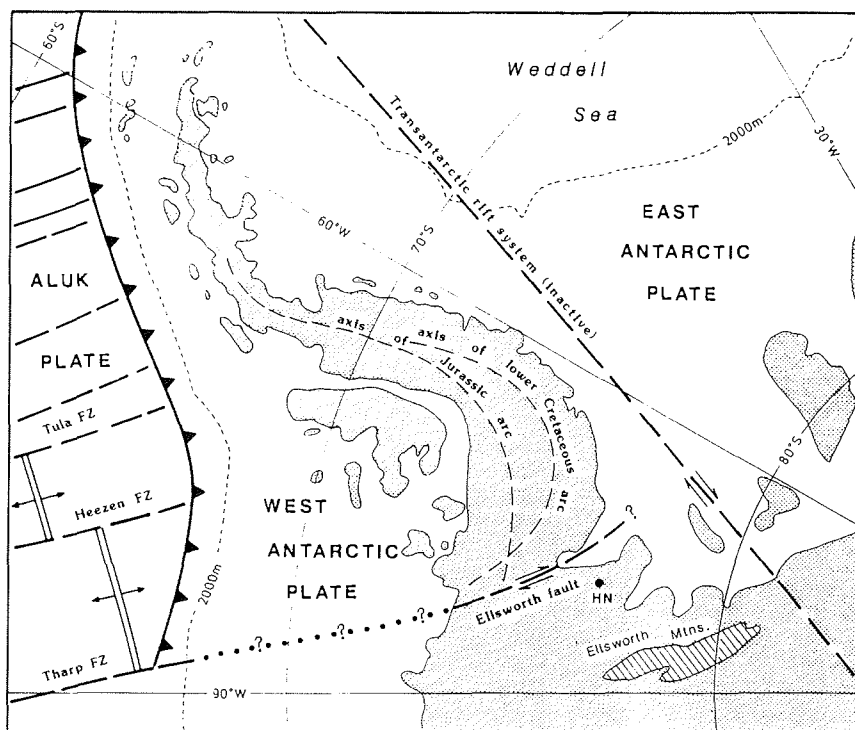 60°S
Weddell
Sea
2000m
30°W
Transantarctic rift system (inactive)
60°W
70°S
EAST
ANTARCTIC
PLATE
ALUK
PLATE
axis of Jurassic arc
axis of lower Cretaceous arc
Tula FZ
Heezen FZ
80°S
WEST
ANTARCTIC
PLATE
2000m
?
HN
Ellsworth fault
Ellsworth Mtns.
? ? ?
Tharp FZ
90°W